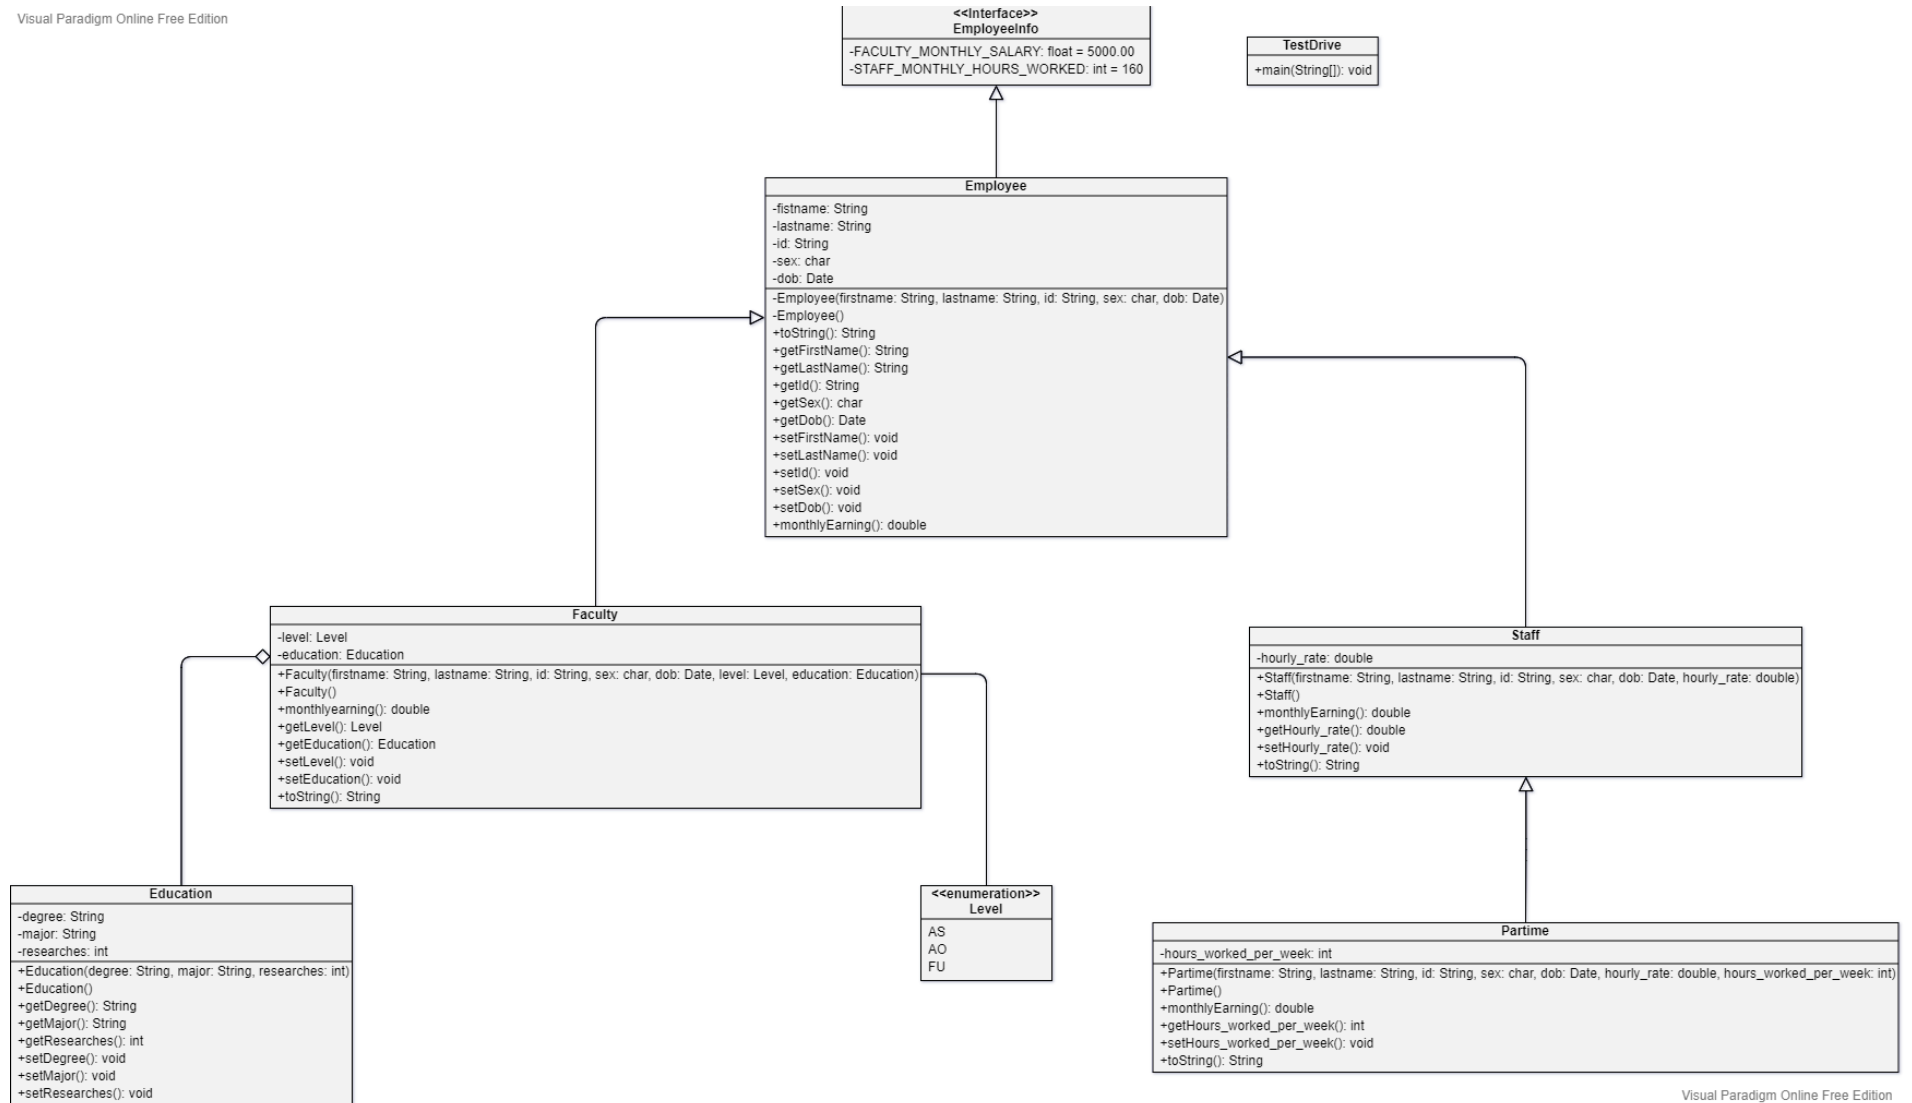 Visual Paradigm Online Free Edition
<<Interface>>
EmployeeInfo
-FACULTY_MONTHLY_SALARY: float = 5000.00
-STAFF_MONTHLY_HOURS_WORKED: int = 160
TestDrive
+main(String[]): void
Employee
-fistname: String
-lastname: String
-id: String
-sex: char
-dob: Date
-Employee(firstname: String, lastname: String, id: String, sex: char, dob: Date)
-Employee()
+toString(): String
+getFirstName(): String
+getLastName(): String
+getId(): String
+getSex(): char
+getDob(): Date
+setFirstName(): void
+setLastName(): void
+setId(): void
+setSex(): void
+setDob(): void
+monthlyEarning(): double
Faculty
-level: Level
-education: Education
+Faculty(firstname: String, lastname: String, id: String, sex: char, dob: Date, level: Level, education: Education)
+Faculty()
+monthlyearning(): double
+getLevel(): Level
+getEducation(): Education
+setLevel(): void
+setEducation(): void
+toString(): String
Staff
-hourly_rate: double
+Staff(firstname: String, lastname: String, id: String, sex: char, dob: Date, hourly_rate: double)
+Staff()
+monthlyEarning(): double
+getHourly_rate(): double
+setHourly_rate(): void
+toString(): String
Education
-degree: String
-major: String
-researches: int
+Education(degree: String, major: String, researches: int)
+Education()
+getDegree(): String
+getMajor(): String
+getResearches(): int
+setDegree(): void
+setMajor(): void
+setResearches(): void
<<enumeration>>
Level
AS
AO
FU
Partime
-hours_worked_per_week: int
+Partime(firstname: String, lastname: String, id: String, sex: char, dob: Date, hourly_rate: double, hours_worked_per_week: int)
+Partime()
+monthlyEarning(): double
+getHours_worked_per_week(): int
+setHours_worked_per_week(): void
+toString(): String
Visual Paradigm Online Free Edition